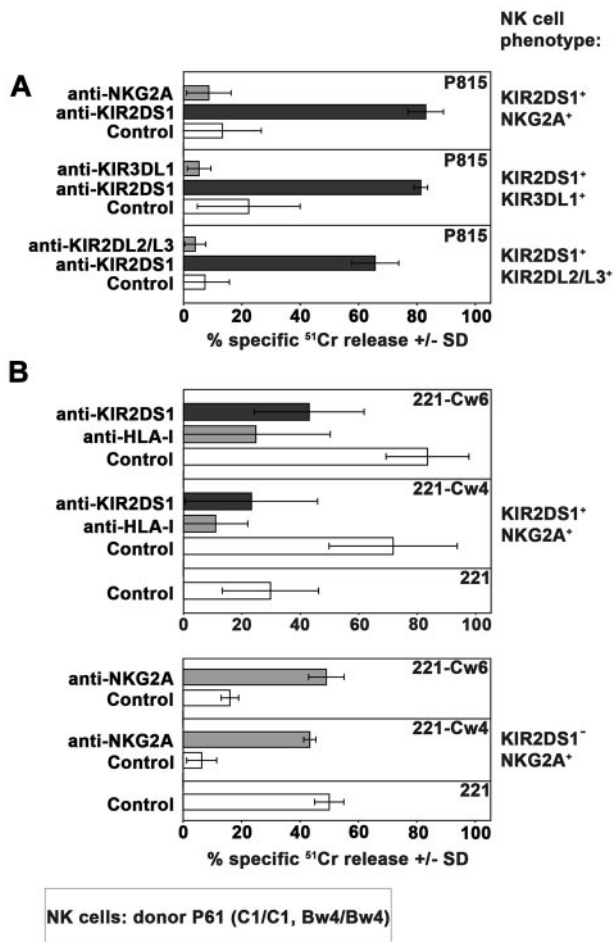 NK cell
phenotype:
A
P815
anti-NKG2A
anti-KIR2DS1
Control
KIR2DS1⁺
NKG2A⁺
P815
anti-KIR3DL1
anti-KIR2DS1
Control
KIR2DS1⁺
KIR3DL1⁺
P815
anti-KIR2DL2/L3
anti-KIR2DS1
Control
KIR2DS1⁺
KIR2DL2/L3⁺
0 20 40 60 80 100
% specific ⁵¹Cr release +/- SD
B
221-Cw6
anti-KIR2DS1
anti-HLA-I
Control
221-Cw4
anti-KIR2DS1
anti-HLA-I
Control
KIR2DS1⁺
NKG2A⁺
221
Control
0 20 40 60 80 100
221-Cw6
anti-NKG2A
Control
221-Cw4
anti-NKG2A
Control
KIR2DS1⁻
NKG2A⁺
221
Control
0 20 40 60 80 100
% specific ⁵¹Cr release +/- SD
NK cells: donor P61 (C1/C1, Bw4/Bw4)